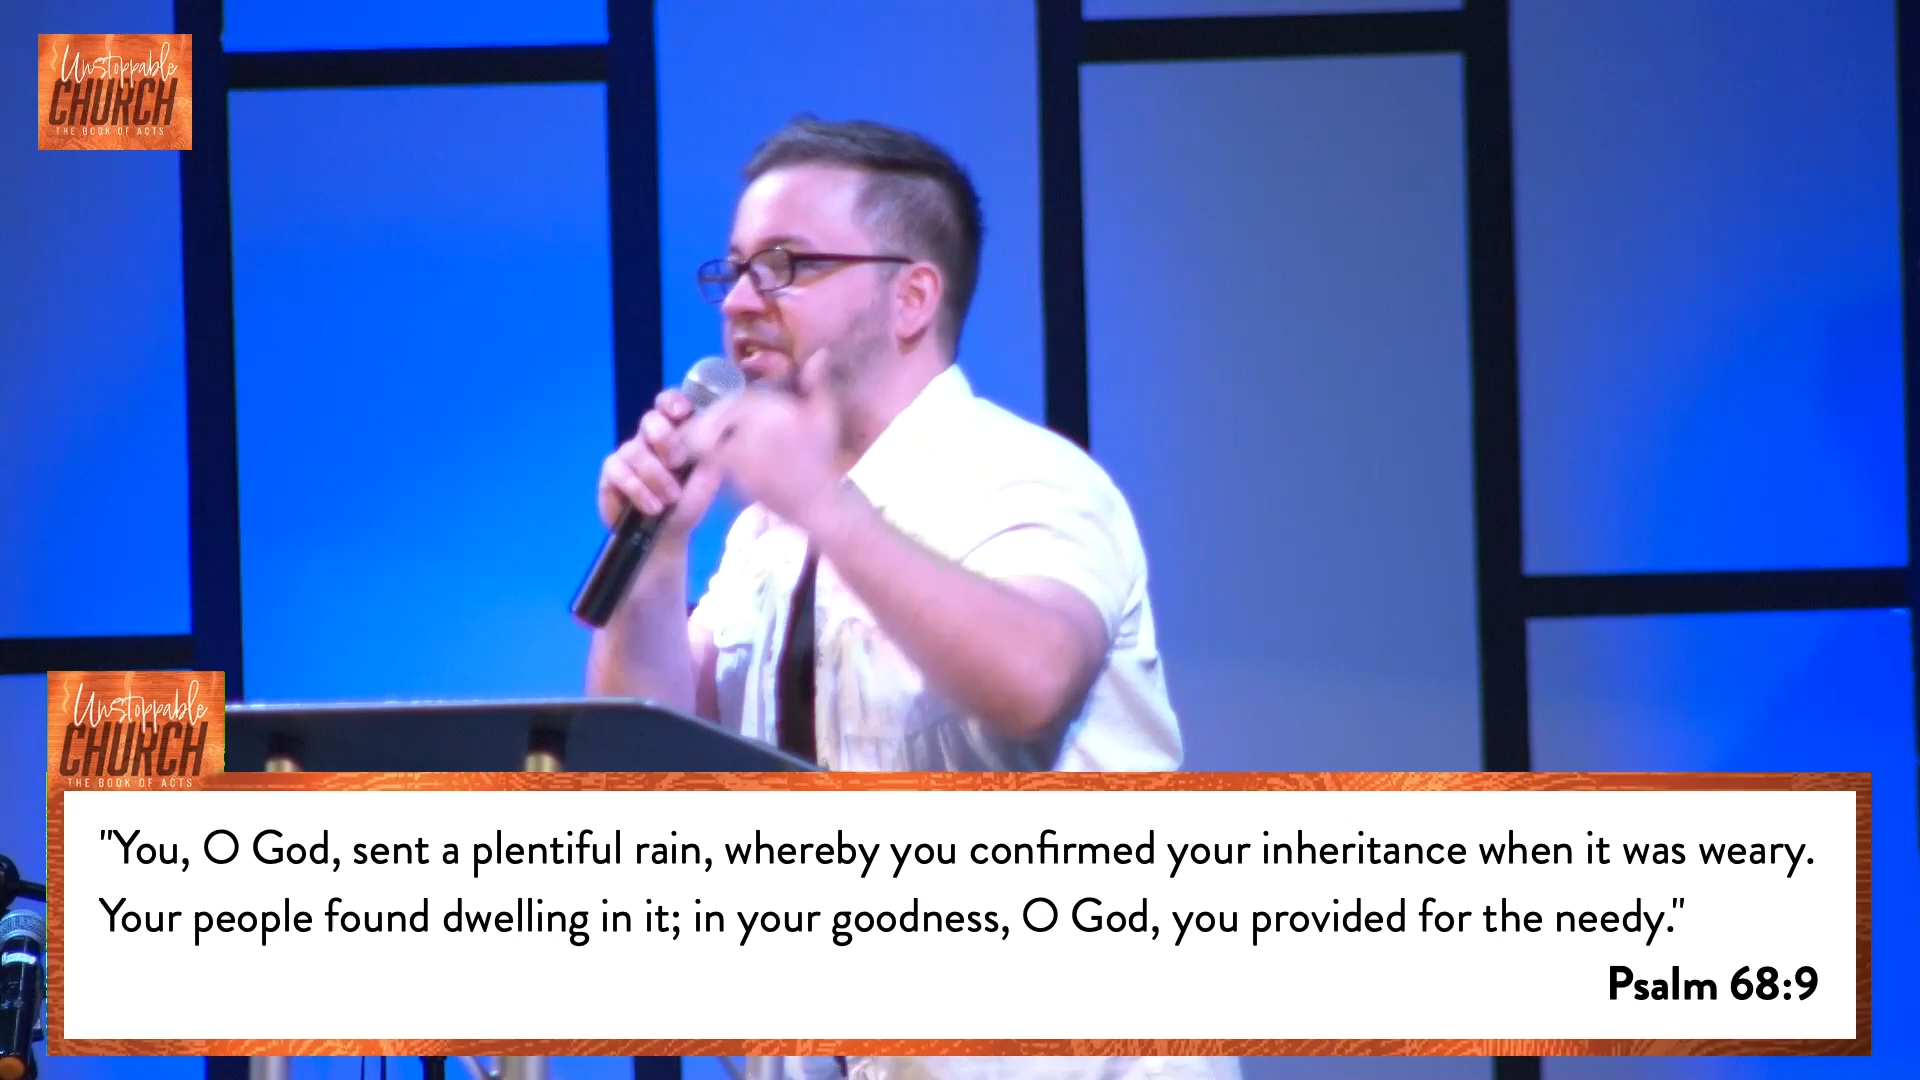 Unstoppable
CHURCH
THE BOOK OF ACTS
Unstoppable
CHURCH
THE BOOK OF ACTS
"You, O God, sent a plentiful rain, whereby you confirmed your inheritance when it was weary.
Your people found dwelling in it; in your goodness, O God, you provided for the needy."
Psalm 68:9